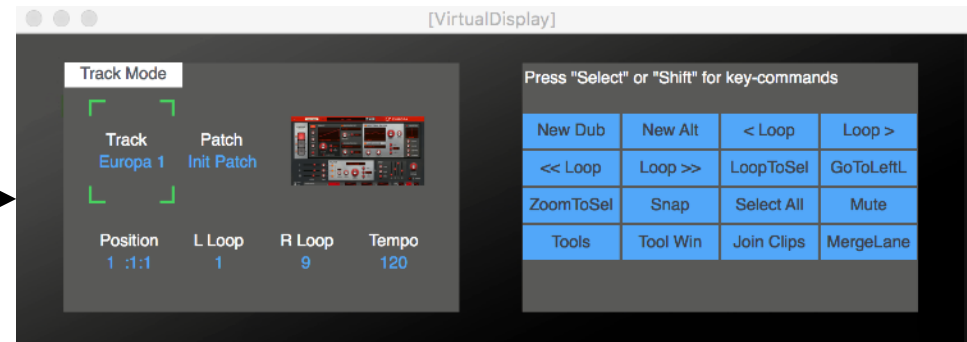 [VirtualDisplay]
Track Mode
Track Patch
Europa 1 Init Patch
Position L Loop R Loop Tempo
1 :1:1 1 9 120
Press "Select" or "Shift" for key-commands
New Dub New Alt < Loop Loop >
<< Loop Loop >> LoopToSel GoToLeftL
ZoomToSel Snap Select All Mute
Tools Tool Win Join Clips MergeLane